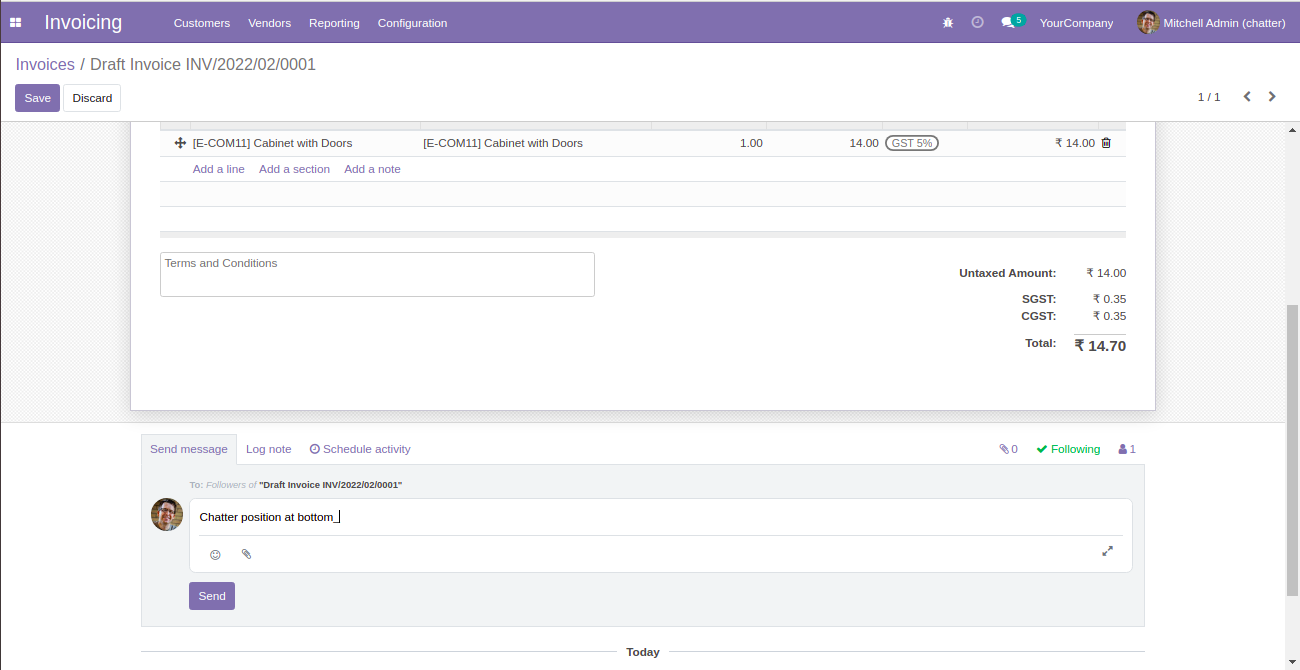 Invoicing Customers Vendors Reporting Configuration 5 YourCompany Mitchell Admin (chatter)
Invoices / Draft Invoice INV/2022/02/0001
Save Discard 1 / 1
[E-COM11] Cabinet with Doors [E-COM11] Cabinet with Doors 1.00 14.00 GST 5% ₹ 14.00
Add a line Add a section Add a note
Terms and Conditions
Untaxed Amount: ₹ 14.00
SGST: ₹ 0.35
CGST: ₹ 0.35
Total: ₹ 14.70
Send message Log note Schedule activity 0 Following 1
To: Followers of "Draft Invoice INV/2022/02/0001"
Chatter position at bottom_
Send
Today